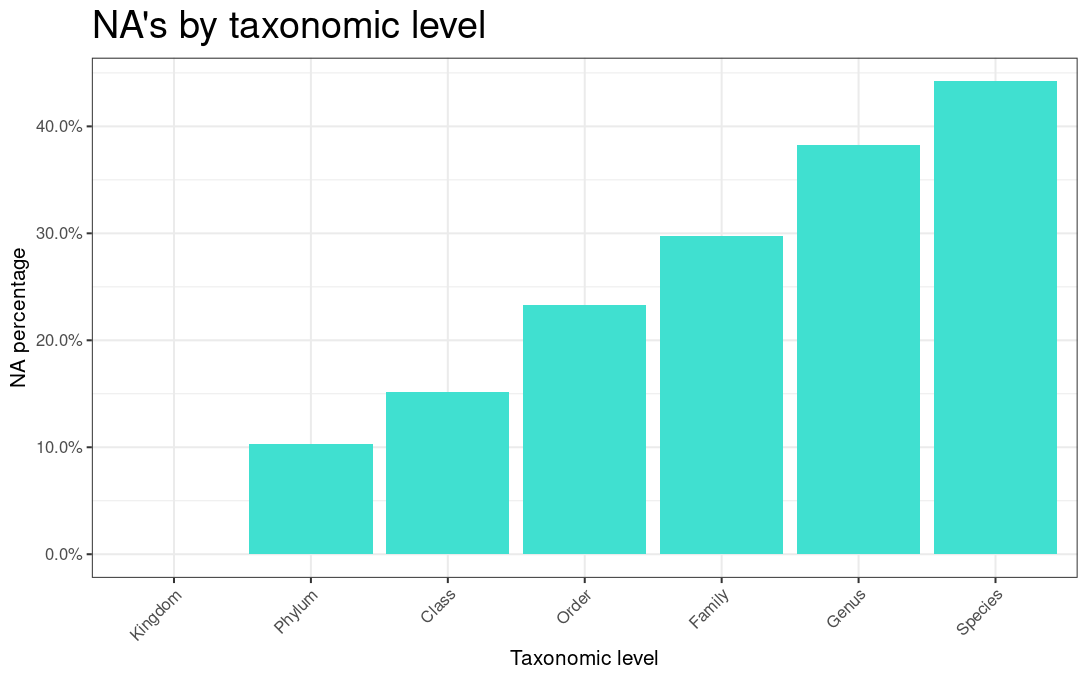 NA's by taxonomic level
NA percentage
40.0%
30.0%
20.0%
10.0%
0.0%
Kingdom
Phylum
Class
Order
Family
Genus
Species
Taxonomic level